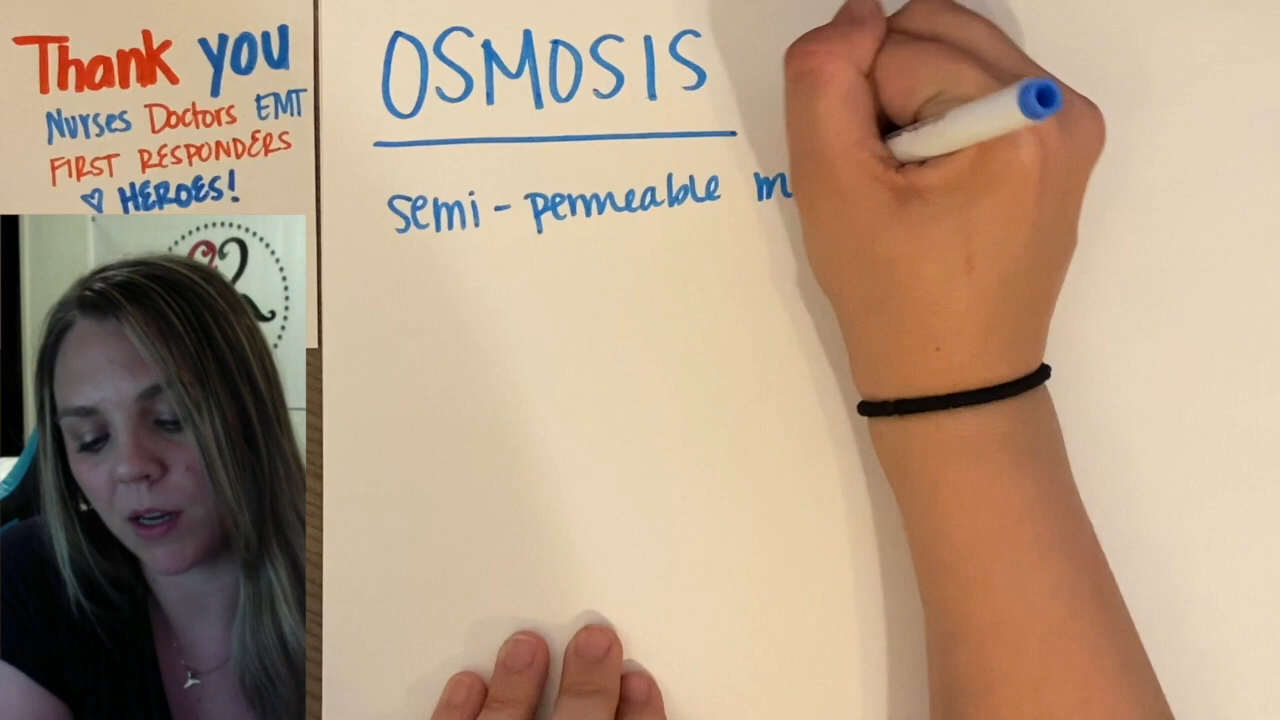 Thank you
Nurses Doctors EMT
FIRST RESPONDERS
♡ HEROES!
OSMOSIS
semi-permeable m